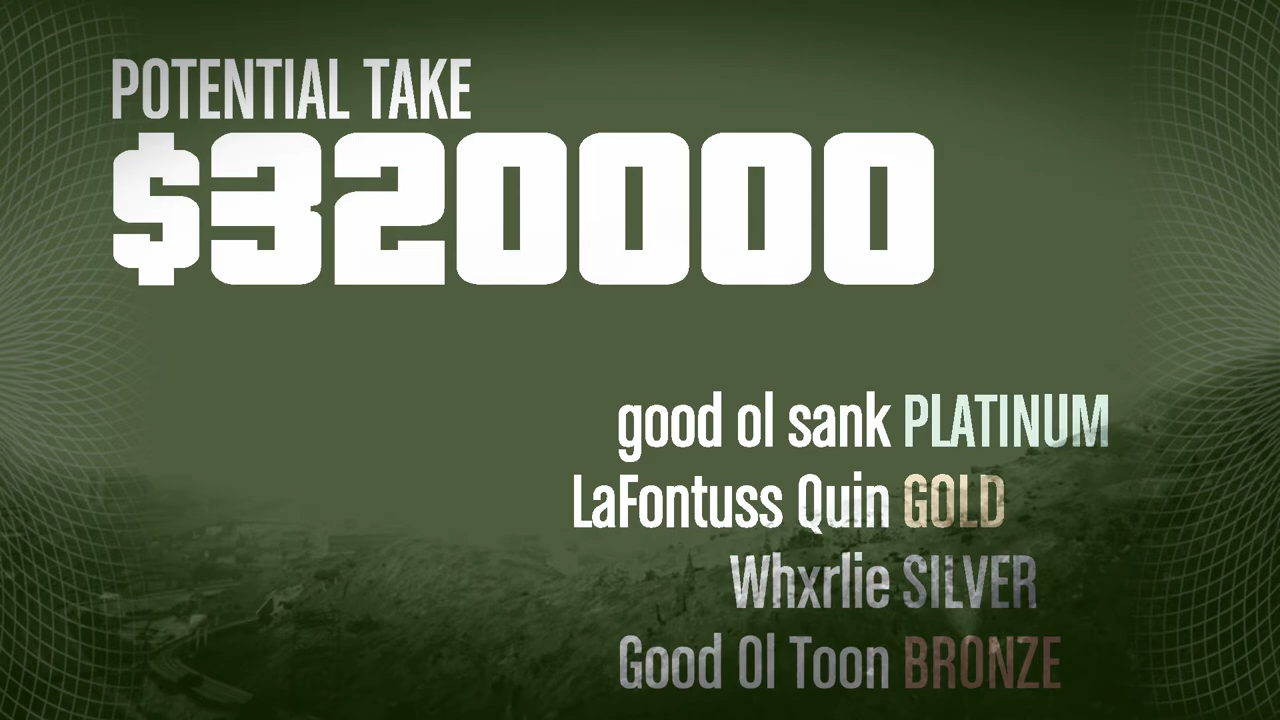 POTENTIAL TAKE
$320000
good ol sank PLATINUM
LaFontuss Quin GOLD
Whxrlie SILVER
Good Ol Toon BRONZE